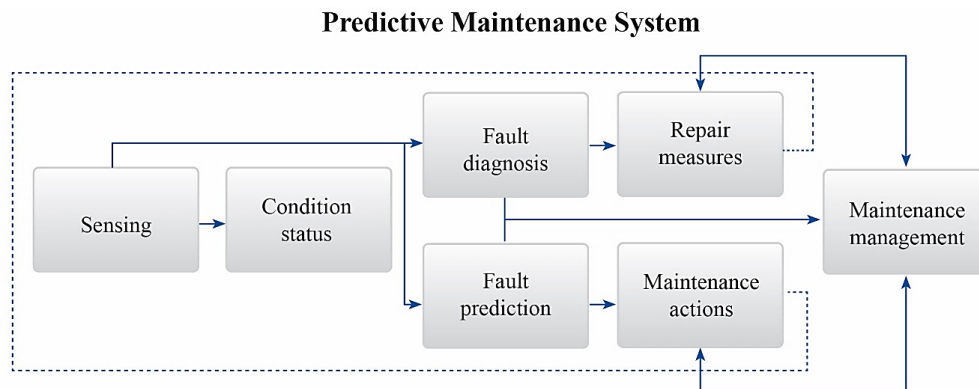 Predictive Maintenance System
Fault
diagnosis
Repair
measures
Sensing
Condition
status
Maintenance
management
Fault
prediction
Maintenance
actions